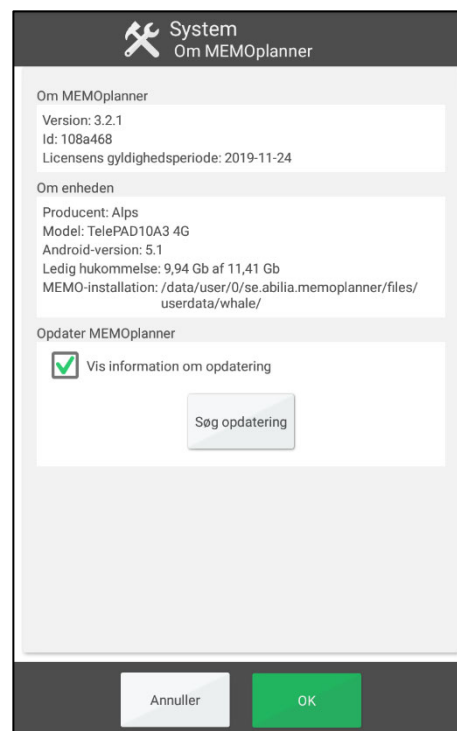 System
Om MEMOplanner
Om MEMOplanner
Version: 3.2.1
Id: 108a468
Licensens gyldighedsperiode: 2019-11-24
Om enheden
Producent: Alps
Model: TelePAD10A3 4G
Android-version: 5.1
Ledig hukommelse: 9,94 Gb af 11,41 Gb
MEMO-installation: /data/user/0/se.abilia.memoplanner/files/
userdata/whale/
Opdater MEMOplanner
Vis information om opdatering
Søg opdatering
Annuller
OK